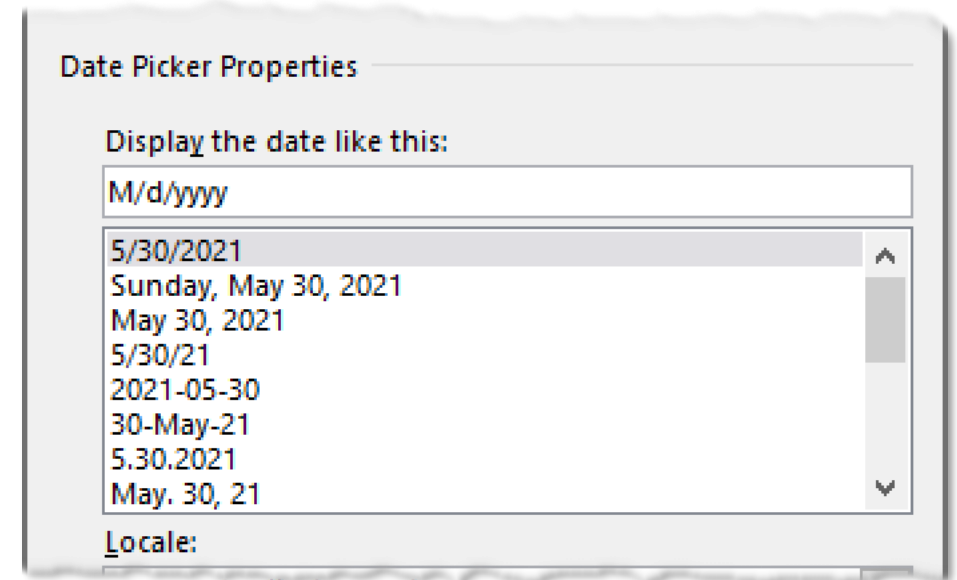 Date Picker Properties
Display the date like this:
M/d/yyyy
5/30/2021
Sunday, May 30, 2021
May 30, 2021
5/30/21
2021-05-30
30-May-21
5.30.2021
May. 30, 21
Locale: